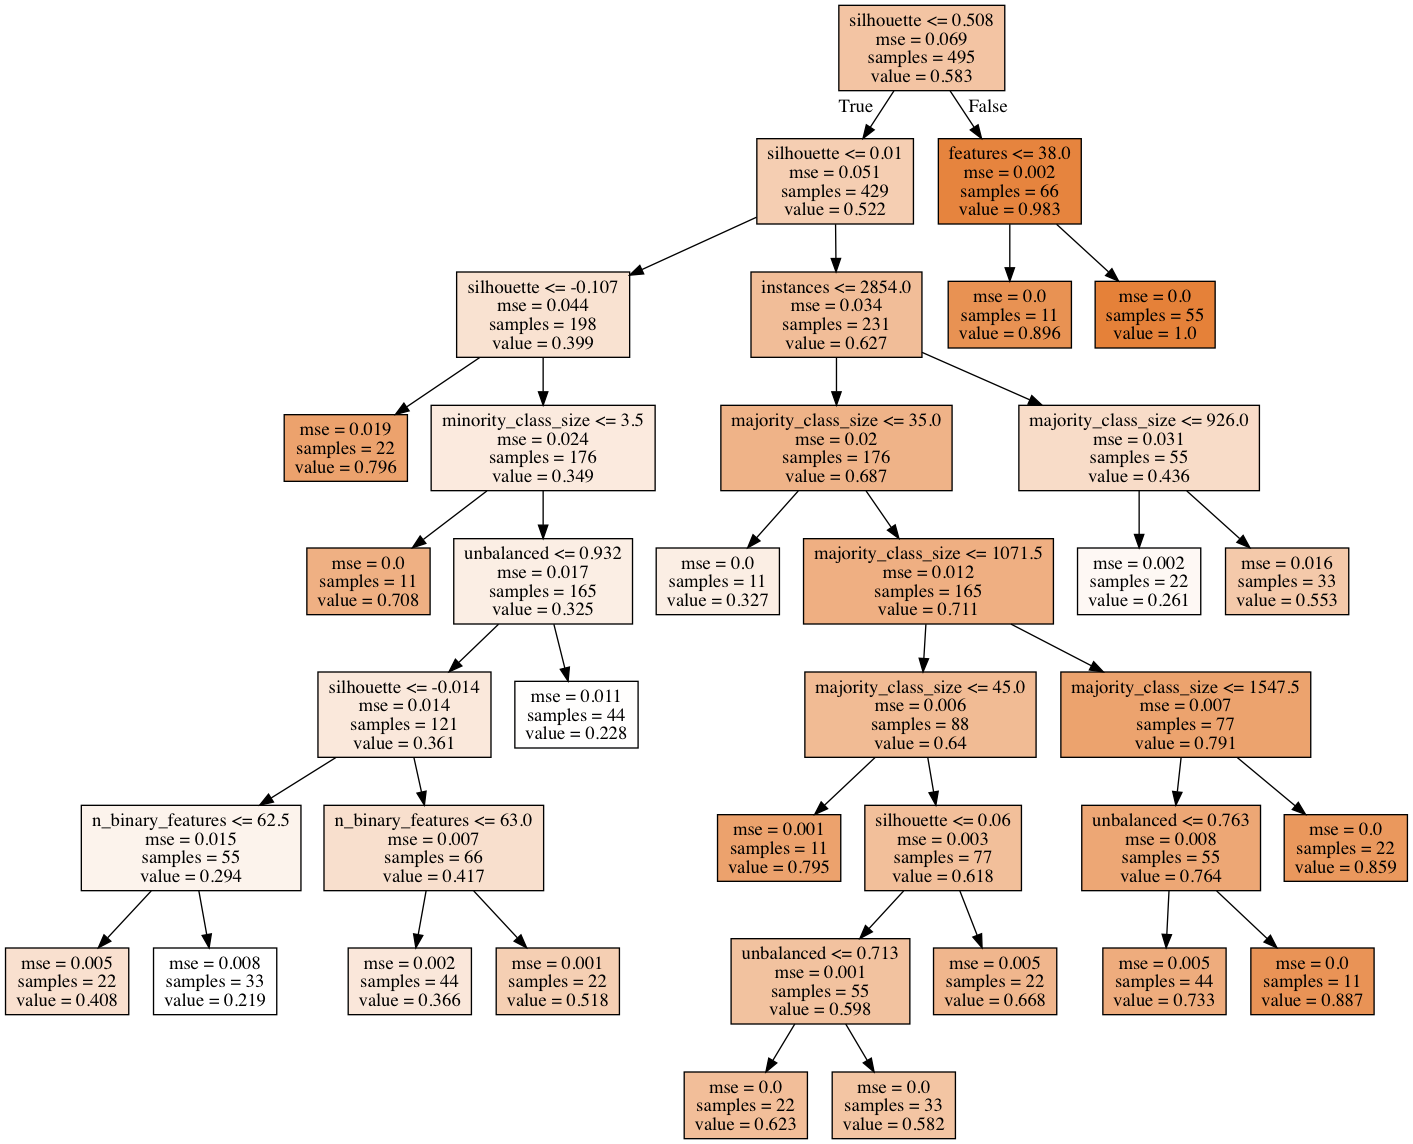 silhouette <= 0.508
mse = 0.069
samples = 495
value = 0.583
True
False
silhouette <= 0.01
mse = 0.051
samples = 429
value = 0.522
features <= 38.0
mse = 0.002
samples = 66
value = 0.983
silhouette <= -0.107
mse = 0.044
samples = 198
value = 0.399
instances <= 2854.0
mse = 0.034
samples = 231
value = 0.627
mse = 0.0
samples = 11
value = 0.896
mse = 0.0
samples = 55
value = 1.0
mse = 0.019
samples = 22
value = 0.796
minority_class_size <= 3.5
mse = 0.024
samples = 176
value = 0.349
majority_class_size <= 35.0
mse = 0.02
samples = 176
value = 0.687
majority_class_size <= 926.0
mse = 0.031
samples = 55
value = 0.436
mse = 0.0
samples = 11
value = 0.708
unbalanced <= 0.932
mse = 0.017
samples = 165
value = 0.325
mse = 0.0
samples = 11
value = 0.327
majority_class_size <= 1071.5
mse = 0.012
samples = 165
value = 0.711
mse = 0.002
samples = 22
value = 0.261
mse = 0.016
samples = 33
value = 0.553
silhouette <= -0.014
mse = 0.014
samples = 121
value = 0.361
mse = 0.011
samples = 44
value = 0.228
majority_class_size <= 45.0
mse = 0.006
samples = 88
value = 0.64
majority_class_size <= 1547.5
mse = 0.007
samples = 77
value = 0.791
n_binary_features <= 62.5
mse = 0.015
samples = 55
value = 0.294
n_binary_features <= 63.0
mse = 0.007
samples = 66
value = 0.417
mse = 0.001
samples = 11
value = 0.795
silhouette <= 0.06
mse = 0.003
samples = 77
value = 0.618
unbalanced <= 0.763
mse = 0.008
samples = 55
value = 0.764
mse = 0.0
samples = 22
value = 0.859
mse = 0.005
samples = 22
value = 0.408
mse = 0.008
samples = 33
value = 0.219
mse = 0.002
samples = 44
value = 0.366
mse = 0.001
samples = 22
value = 0.518
unbalanced <= 0.713
mse = 0.001
samples = 55
value = 0.598
mse = 0.005
samples = 22
value = 0.668
mse = 0.005
samples = 44
value = 0.733
mse = 0.0
samples = 11
value = 0.887
mse = 0.0
samples = 22
value = 0.623
mse = 0.0
samples = 33
value = 0.582